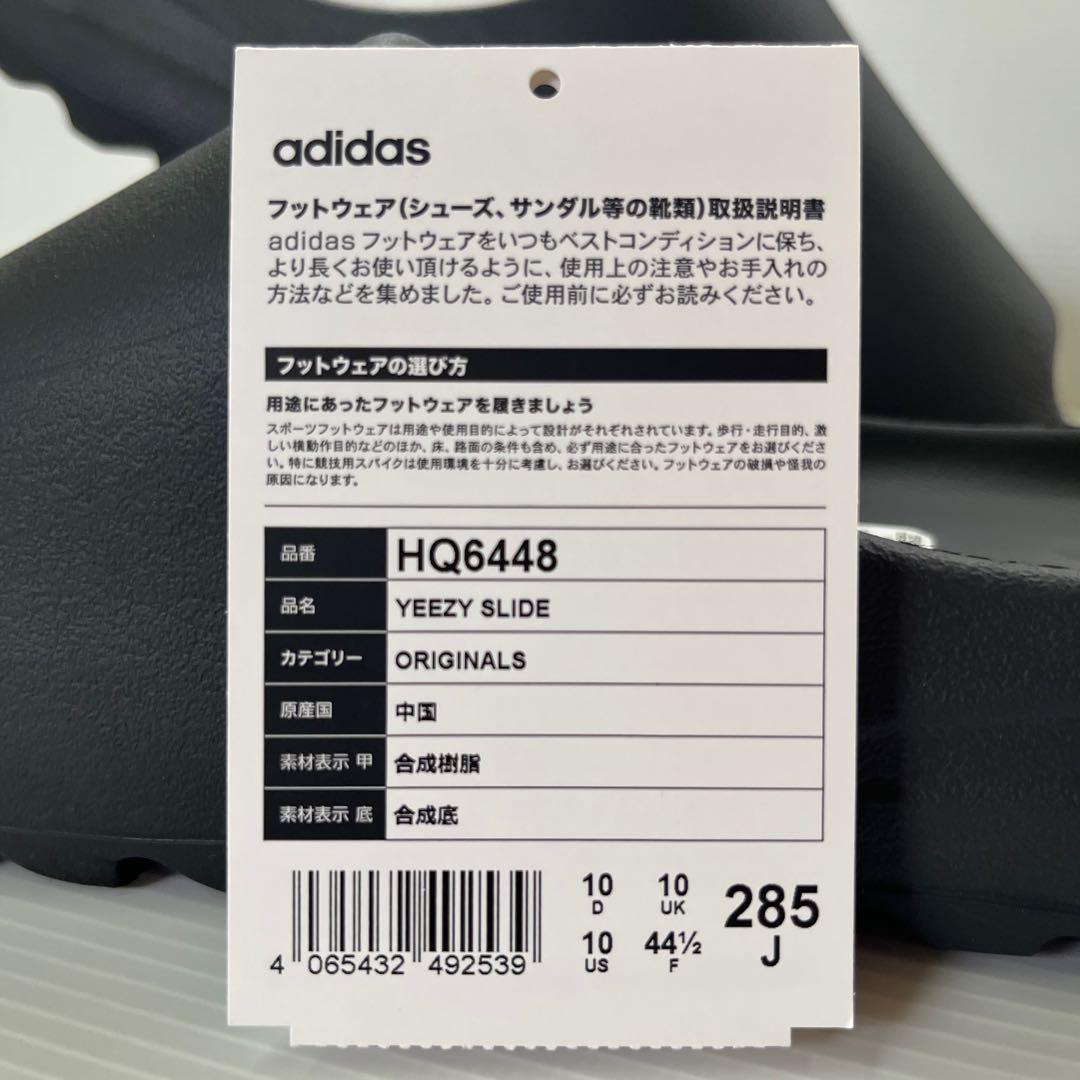 adidas
フットウェア(シューズ、サンダル等の靴類)取扱説明書
adidas フットウェアをいつもベストコンディションに保ち、
より長くお使い頂けるように、使用上の注意やお手入れの
方法などを集めました。ご使用前に必ずお読みください。
フットウェアの選び方
用途にあったフットウェアを履きましょう
スポーツフットウェアは用途や使用目的によって設計がそれぞれされています。歩行・走行目的、激
しい横動作目的などのほか、床、路面の条件も含め、必ず用途に合ったフットウェアをお選びくださ
い。特に競技用スパイクは使用環境を十分に考慮し、お選びください。フットウェアの破損や怪我の
原因になります。
品番 HQ6448
品名 YEEZY SLIDE
カテゴリー ORIGINALS
原産国 中国
素材表示 甲 合成樹脂
素材表示 底 合成底
10 10 285
D UK
10 44½ J
US F
4 065432 492539